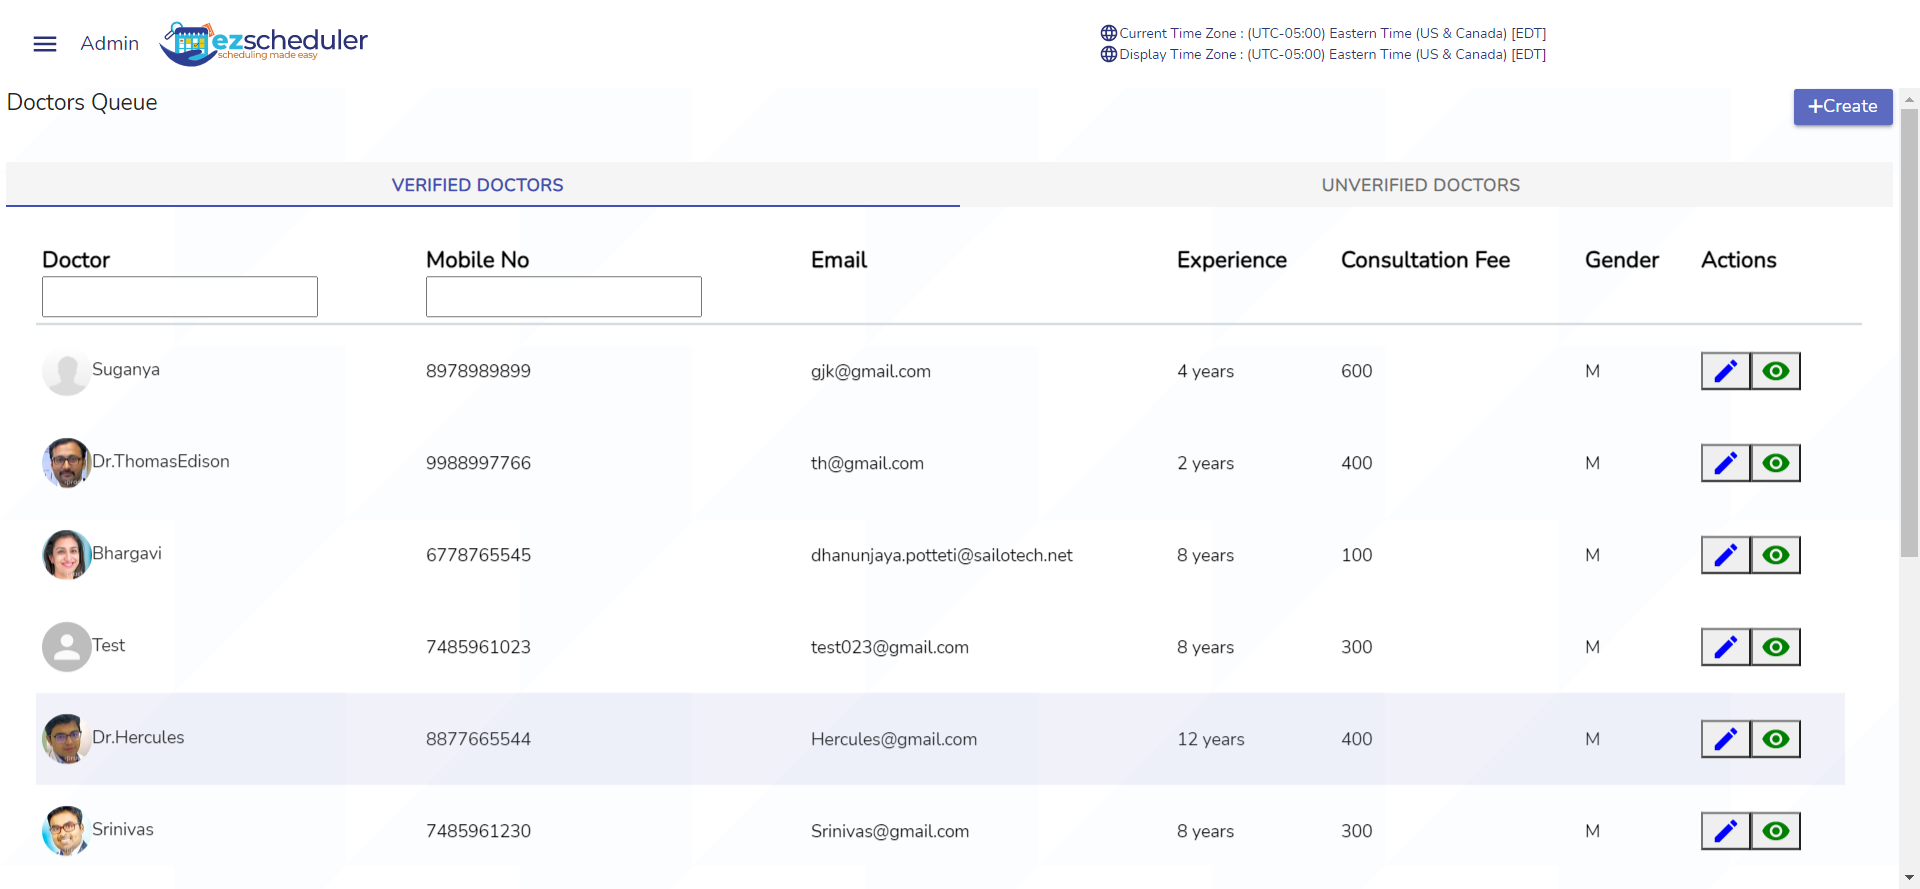 Admin
ezscheduler
scheduling made easy
Current Time Zone : (UTC-05:00) Eastern Time (US & Canada) [EDT]
Display Time Zone : (UTC-05:00) Eastern Time (US & Canada) [EDT]
Doctors Queue
+Create
VERIFIED DOCTORS UNVERIFIED DOCTORS
Doctor Mobile No Email Experience Consultation Fee Gender Actions
Suganya 8978989899 gjk@gmail.com 4 years 600 M
Dr.ThomasEdison 9988997766 th@gmail.com 2 years 400 M
Bhargavi 6778765545 dhanunjaya.potteti@sailotech.net 8 years 100 M
Test 7485961023 test023@gmail.com 8 years 300 M
Dr.Hercules 8877665544 Hercules@gmail.com 12 years 400 M
Srinivas 7485961230 Srinivas@gmail.com 8 years 300 M